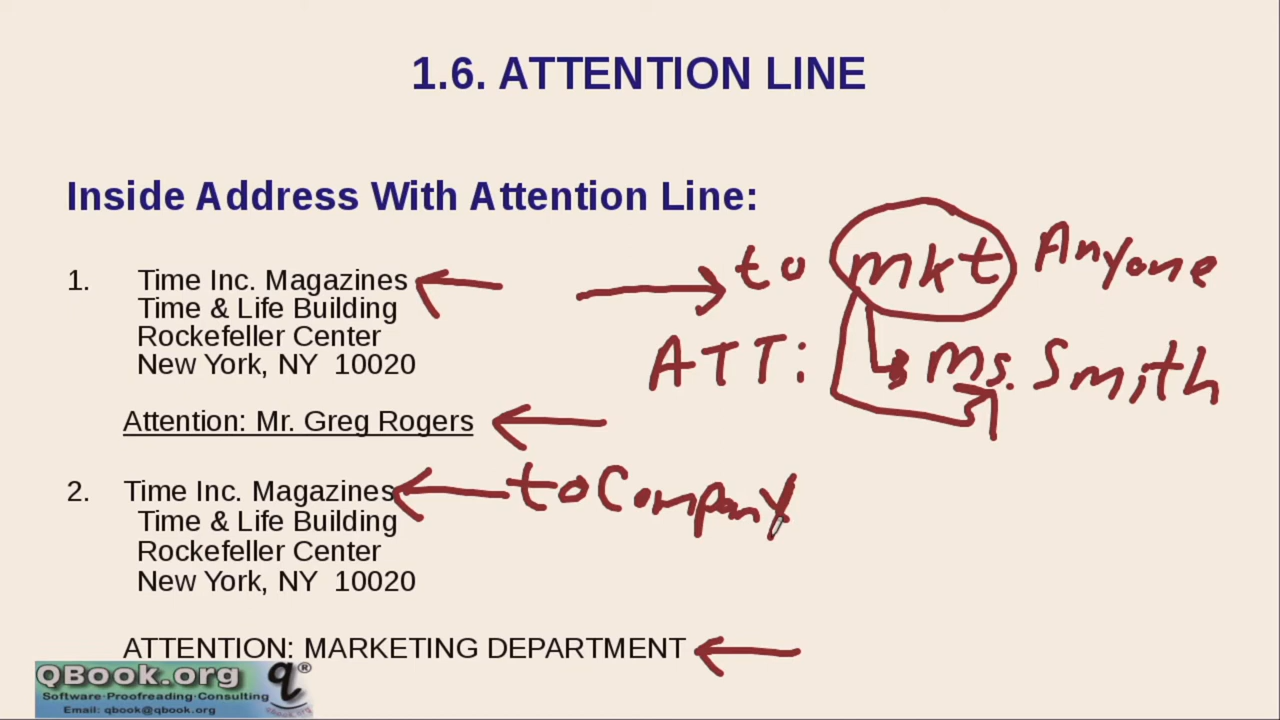 1.6. ATTENTION LINE
Inside Address With Attention Line:
1. Time Inc. Magazines
Time & Life Building
Rockefeller Center
New York, NY 10020
Attention: Mr. Greg Rogers
2. Time Inc. Magazines
Time & Life Building
Rockefeller Center
New York, NY 10020
ATTENTION: MARKETING DEPARTMENT
to mkt Anyone
ATT: Ms. Smith
to Company
QBook.org
Software·Proofreading·Consulting
Email: qbook@qbook.org
q®
qbook.org